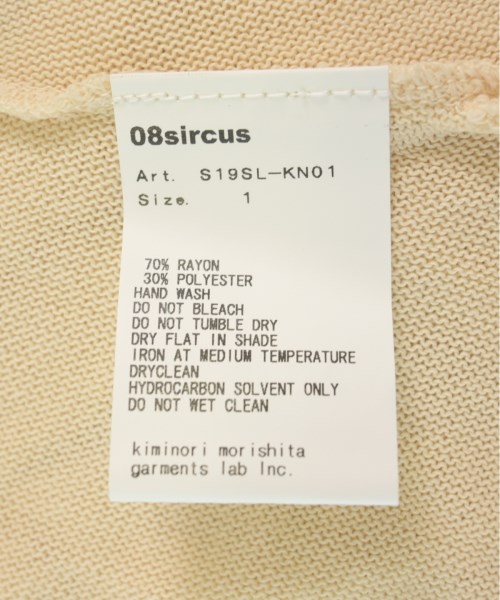 08sircus
Art. S19SL-KN01
Size. 1
70% RAYON
30% POLYESTER
HAND WASH
DO NOT BLEACH
DO NOT TUMBLE DRY
DRY FLAT IN SHADE
IRON AT MEDIUM TEMPERATURE
DRYCLEAN
HYDROCARBON SOLVENT ONLY
DO NOT WET CLEAN
kiminori morishita
garments lab Inc.